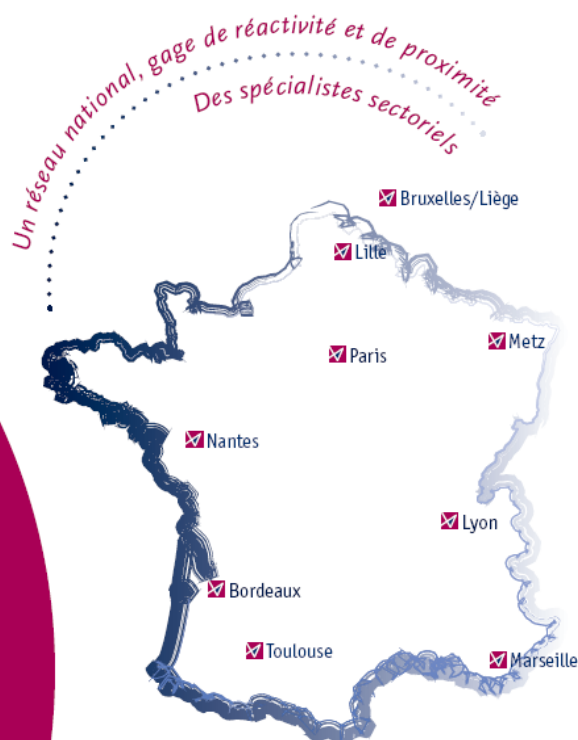 Un réseau national, gage de réactivité et de proximité
Des spécialistes sectoriels
Bruxelles/Liège
Lille
Metz
Paris
Nantes
Lyon
Bordeaux
Toulouse
Marseille